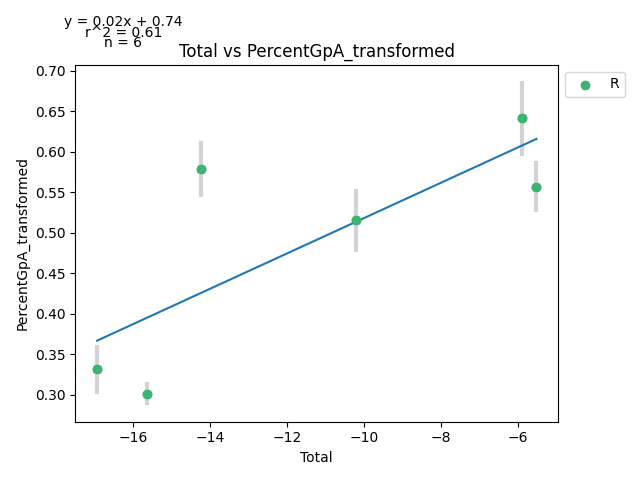 y = 0.02x + 0.74
r^2 = 0.61
n = 6
Total vs PercentGpA_transformed
R
PercentGpA_transformed
0.70
0.65
0.60
0.55
0.50
0.45
0.40
0.35
0.30
−16
−14
−12
−10
−8
−6
Total